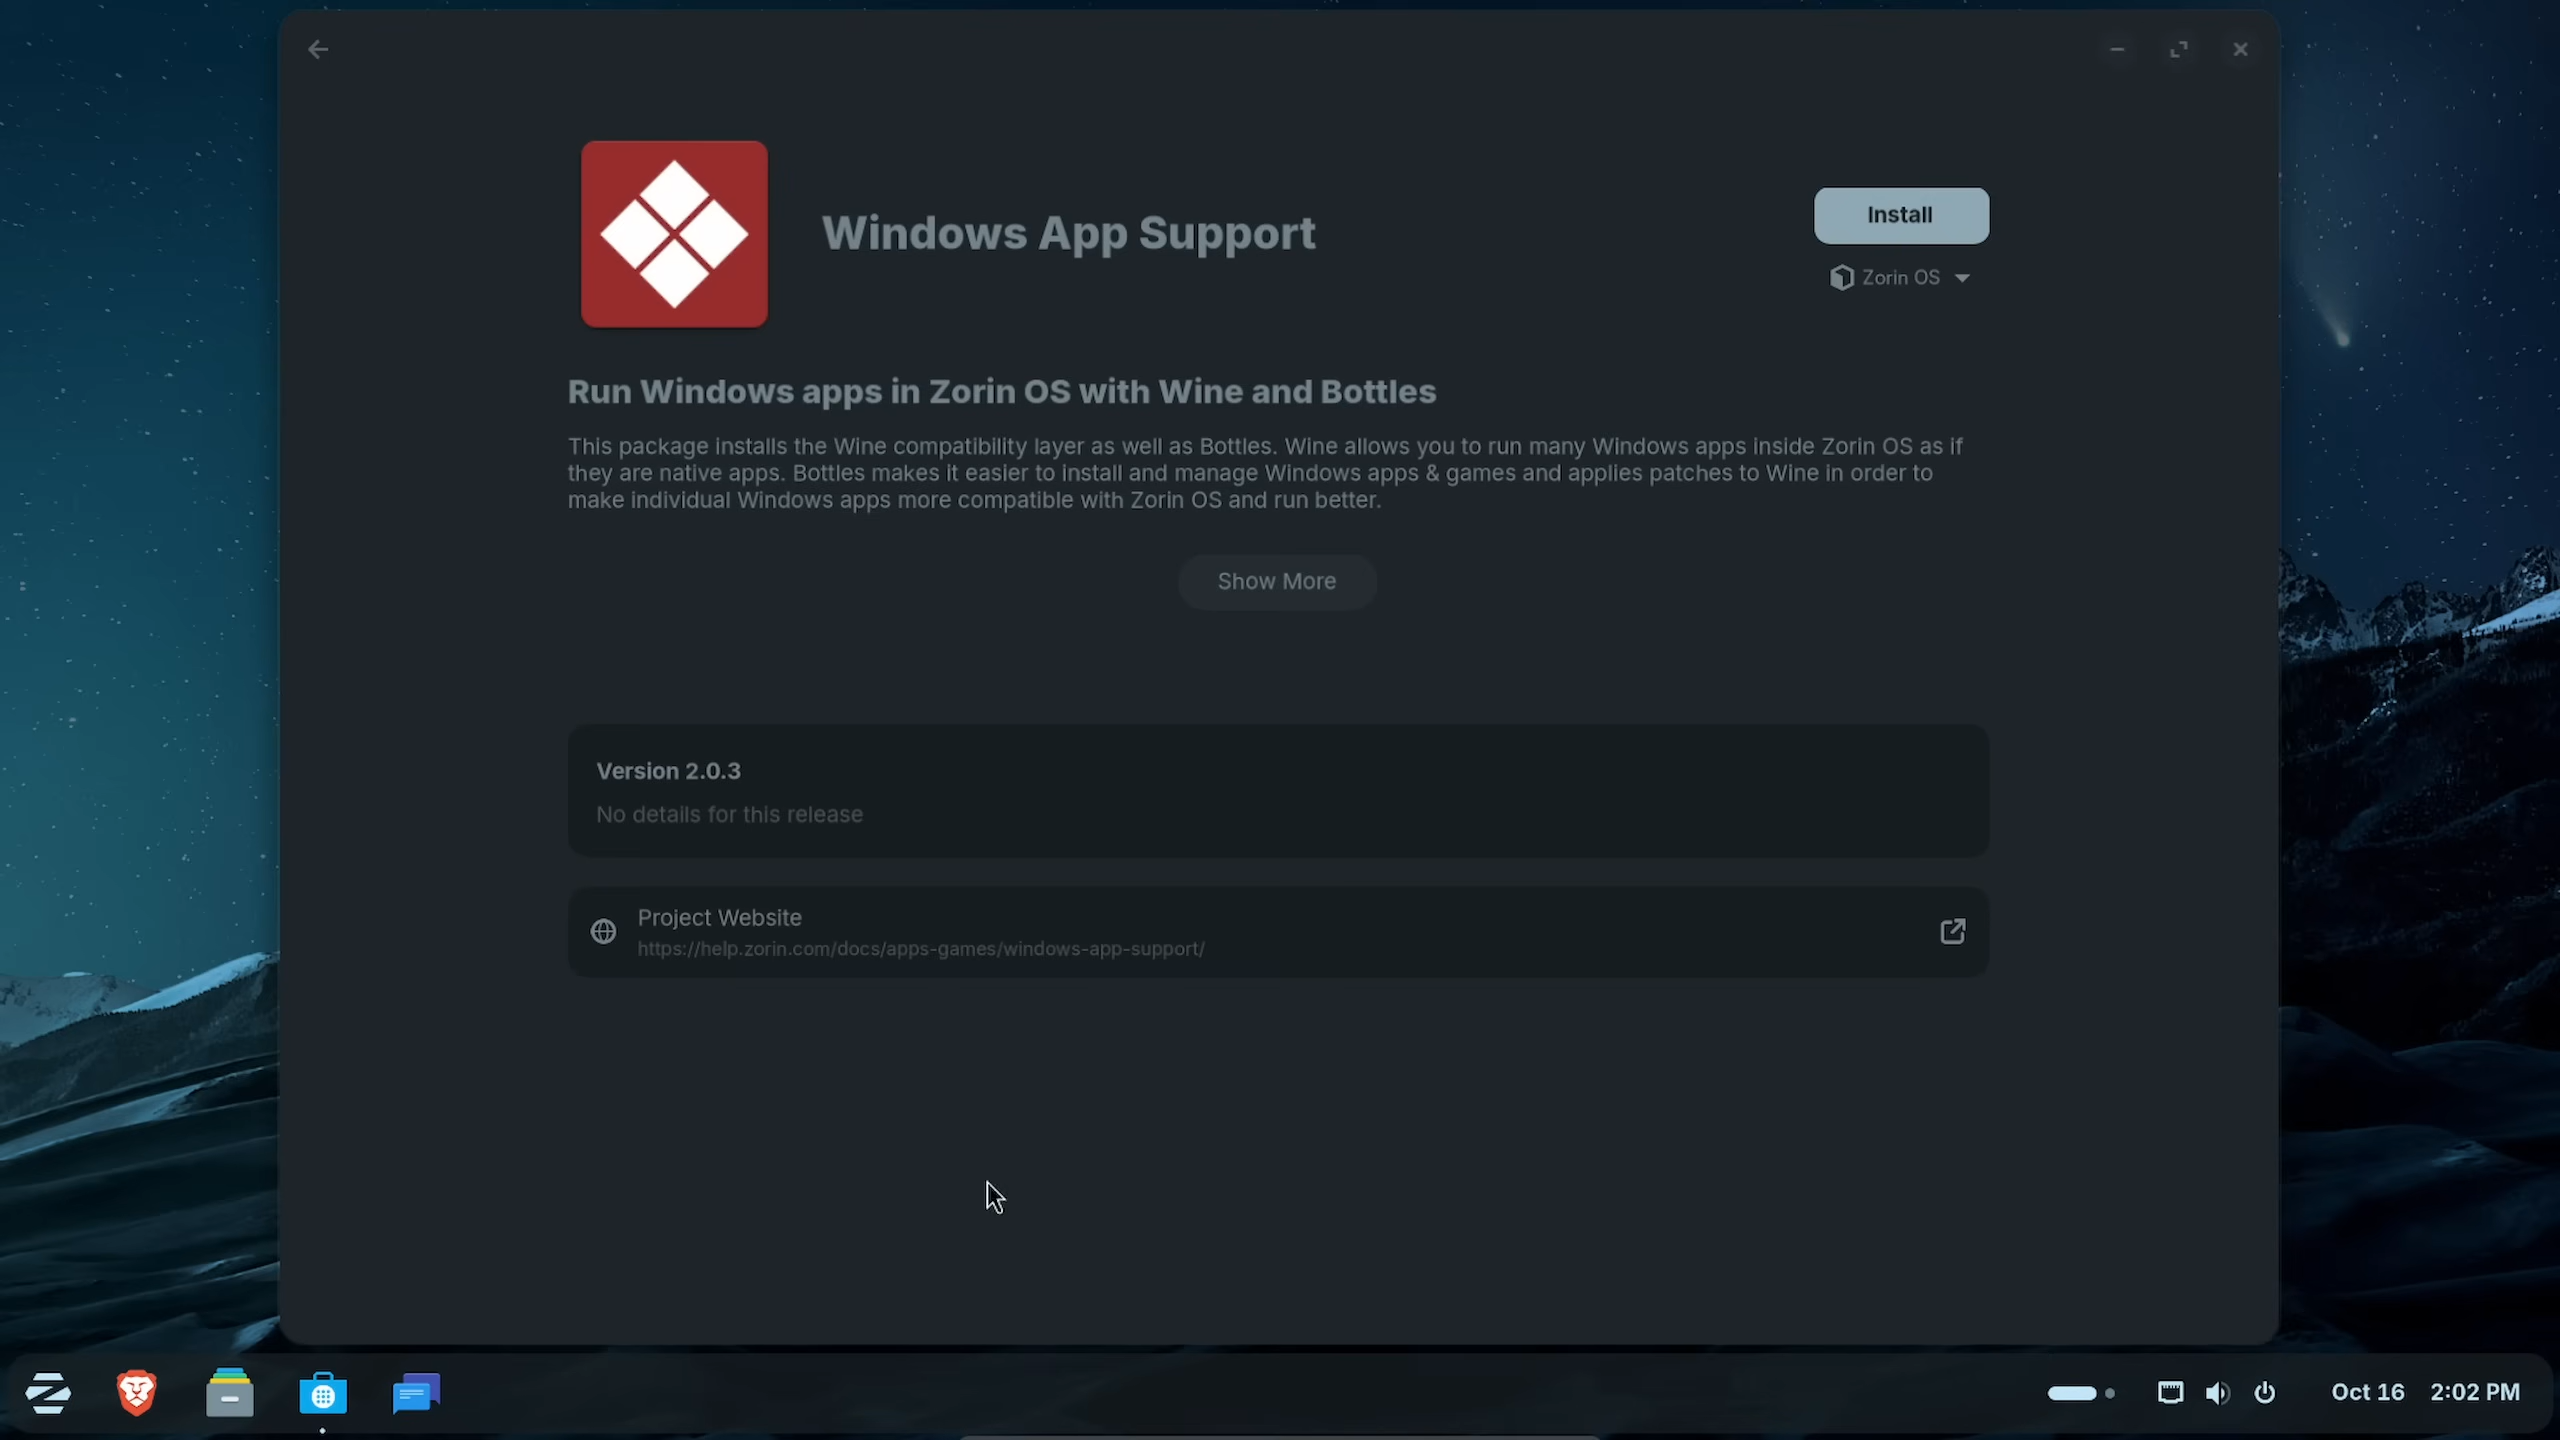 Windows App Support
Install
Zorin OS
Run Windows apps in Zorin OS with Wine and Bottles
This package installs the Wine compatibility layer as well as Bottles. Wine allows you to run many Windows apps inside Zorin OS as if
they are native apps. Bottles makes it easier to install and manage Windows apps & games and applies patches to Wine in order to
make individual Windows apps more compatible with Zorin OS and run better.
Show More
Version 2.0.3
No details for this release
Project Website
https://help.zorin.com/docs/apps-games/windows-app-support/
Oct 16 2:02 PM